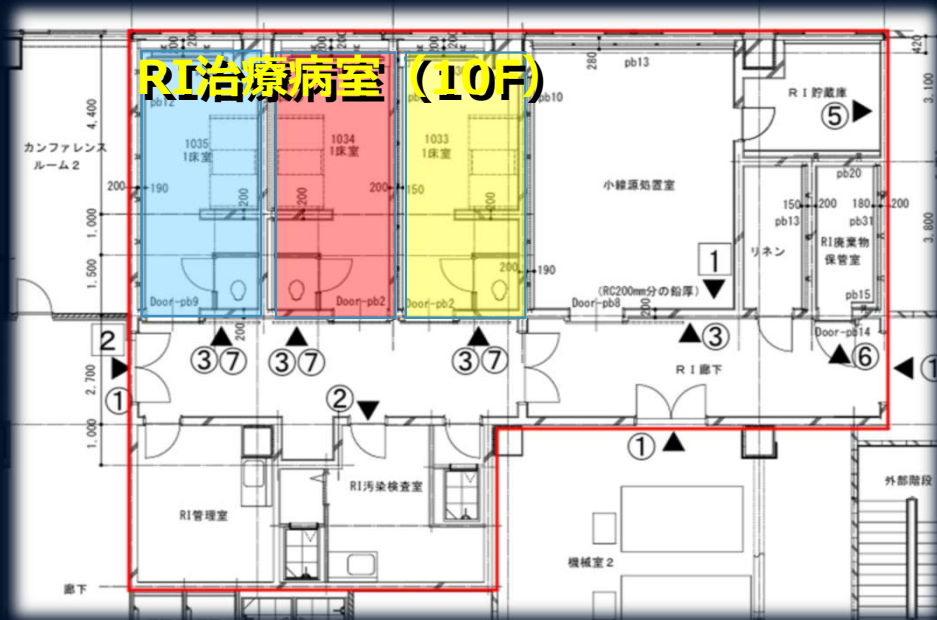 RI治療病室（10F）
カンファレンス
ルーム2
4,400
1,000
1,500
2,700
1,000
200
190
pb12
1035
1床室
200
Door-pb9
200
1034
1床室
200
200
Door-pb2
1033
1床室
150
200
Door-pb2
200
190
280
pb13
pb10
小線源処置室
1
(RC200mm分の鉛厚)
Door-pb8
200
RI貯蔵庫
⑤
420
3,100
3,800
pb20
150
200
180
200
pb13
pb31
リネン
RI廃棄物
保管室
pb15
Door-pb14
2
①
③⑦
③⑦
③⑦
③
⑥
①
RI廊下
②
①
RI管理室
RI汚染検査室
機械室2
外部階段
廊下